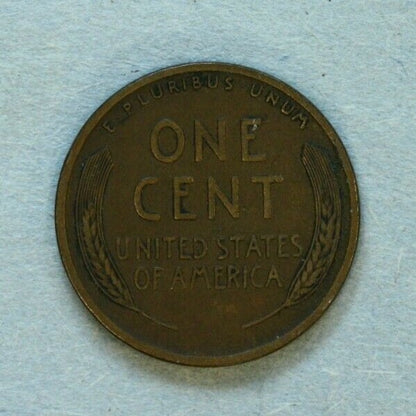 E PLURIBUS UNUM
ONE
CENT
UNITED STATES
OF AMERICA